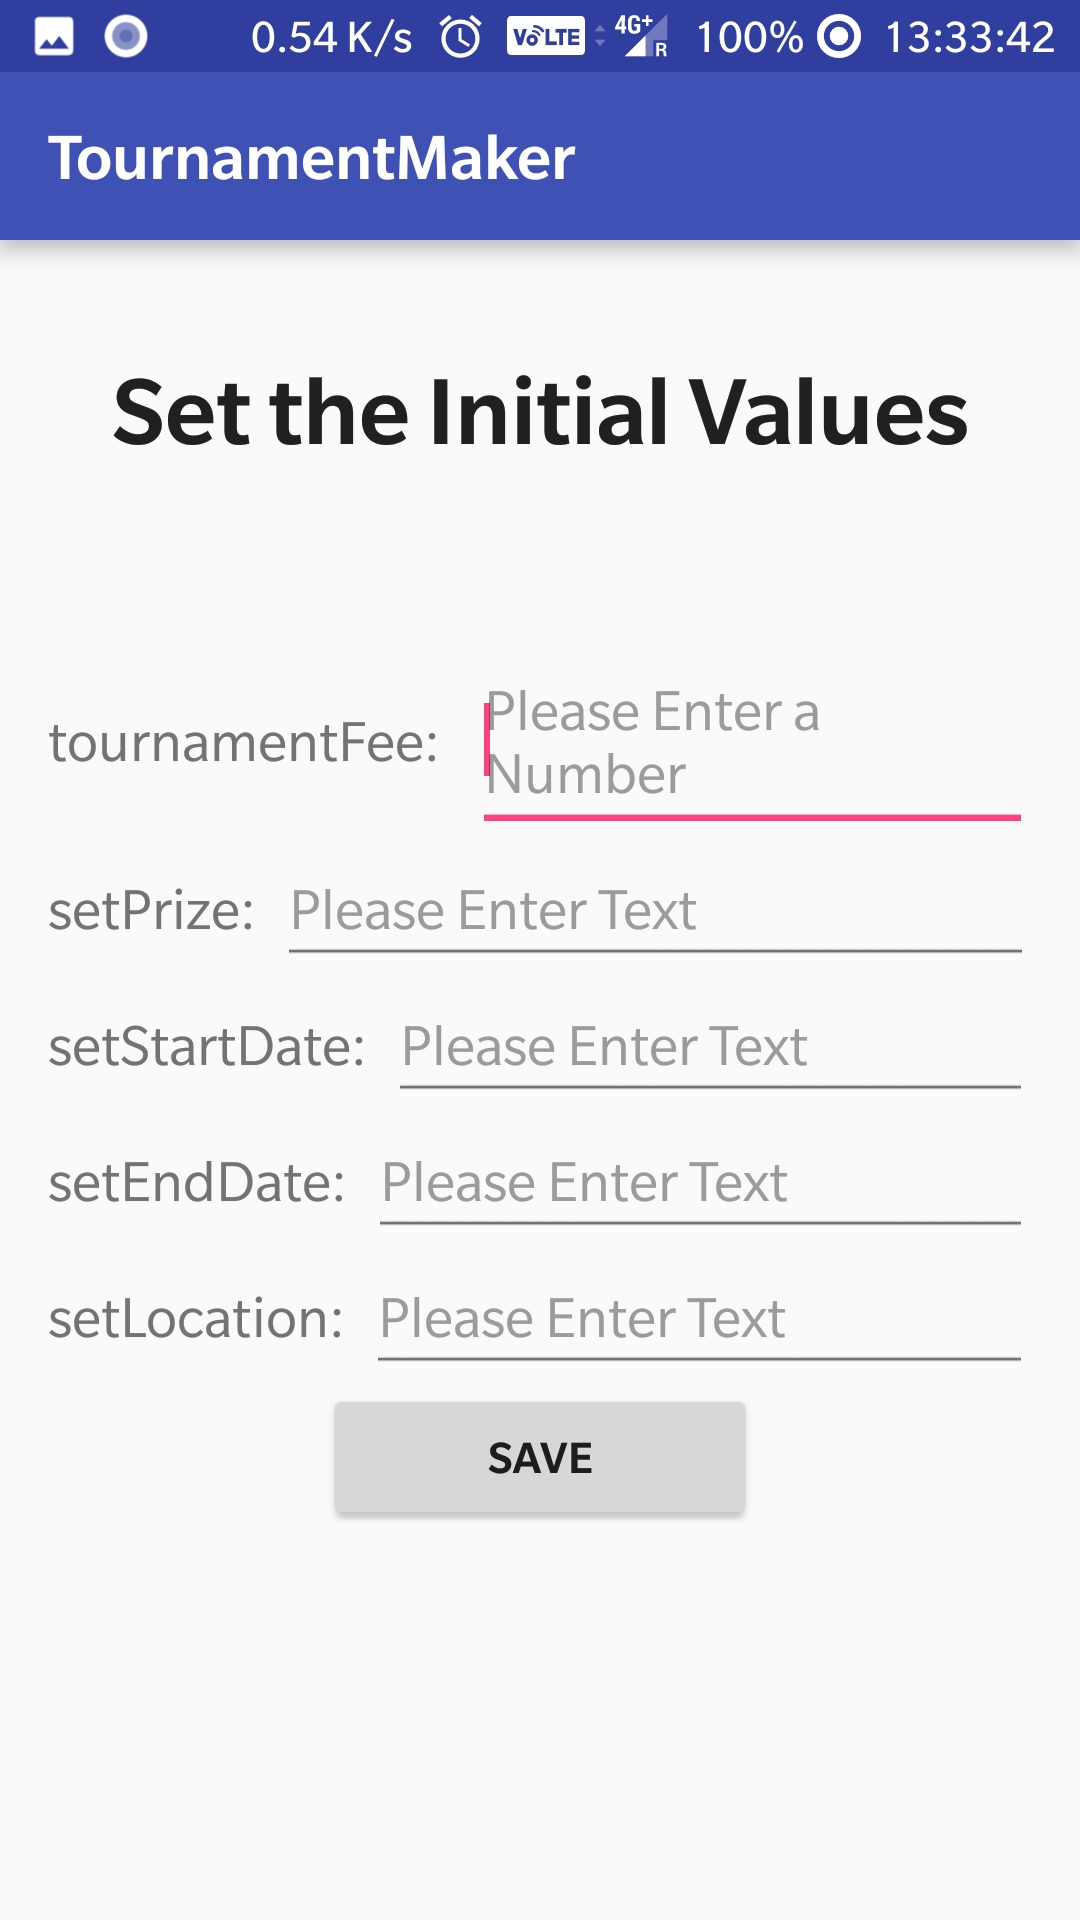 0.54 K/s VoLTE 4G+ R 100% 13:33:42
TournamentMaker
Set the Initial Values
tournamentFee: Please Enter a
Number
setPrize: Please Enter Text
setStartDate: Please Enter Text
setEndDate: Please Enter Text
setLocation: Please Enter Text
SAVE